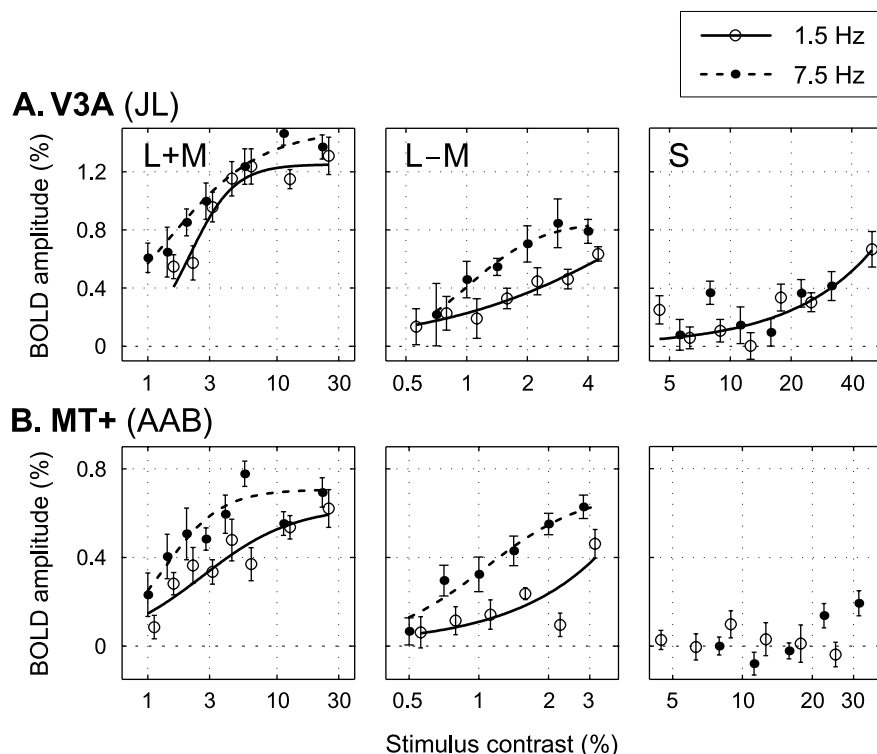 1.5 Hz
7.5 Hz
A. V3A (JL)
BOLD amplitude (%)
1.2
0.8
0.4
0
L+M
L−M
S
1 3 10 30
0.5 1 2 4
5 10 20 40
B. MT+ (AAB)
BOLD amplitude (%)
0.8
0.4
0
1 3 10 30
0.5 1 2 3
5 10 20 30
Stimulus contrast (%)